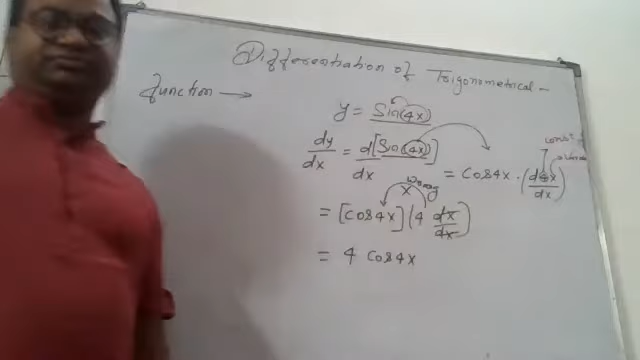 Differentiation of Trigonometrical -
function →
y = Sin(4x)
dy/dx = d[Sin(4x)]/dx = Cos4x · (d4x/dx)
wrong
x
= [Cos4x] (4 dx/dx)
= 4 Cos4x